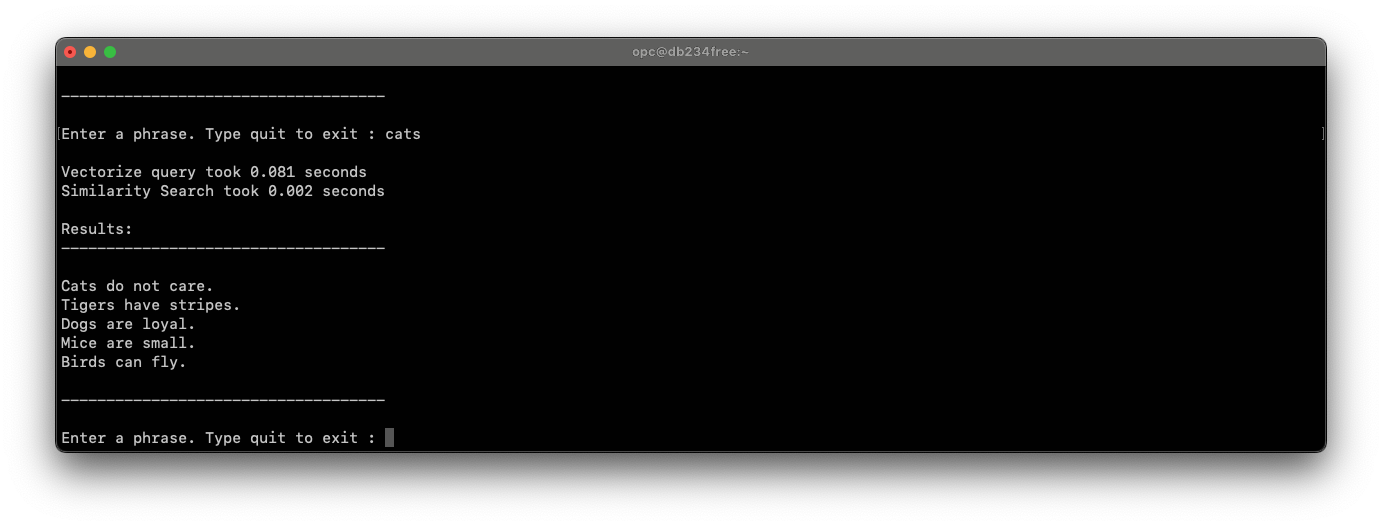 opc@db234free:~
-----------------------------------
[Enter a phrase. Type quit to exit : cats ]
Vectorize query took 0.081 seconds
Similarity Search took 0.002 seconds
Results:
-----------------------------------
Cats do not care.
Tigers have stripes.
Dogs are loyal.
Mice are small.
Birds can fly.
-----------------------------------
Enter a phrase. Type quit to exit :